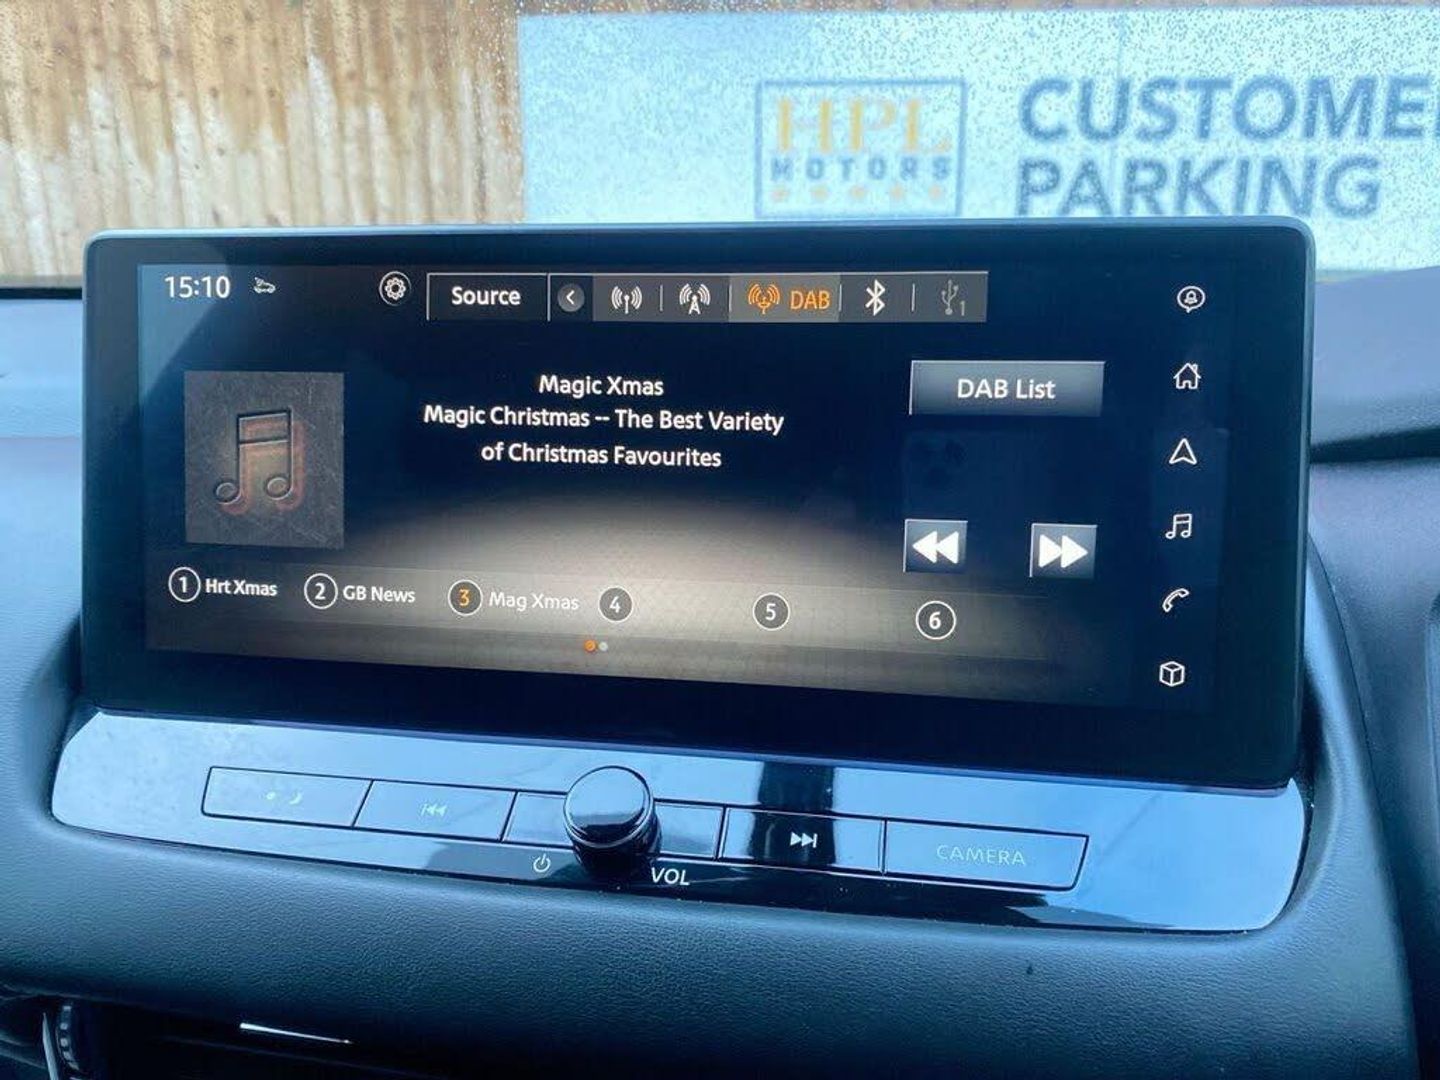 HPL
MOTORS
CUSTOME
PARKING
15:10
Source
DAB
1
Magic Xmas
Magic Christmas -- The Best Variety
of Christmas Favourites
DAB List
1 Hrt Xmas
2 GB News
3 Mag Xmas
4
5
6
VOL
CAMERA